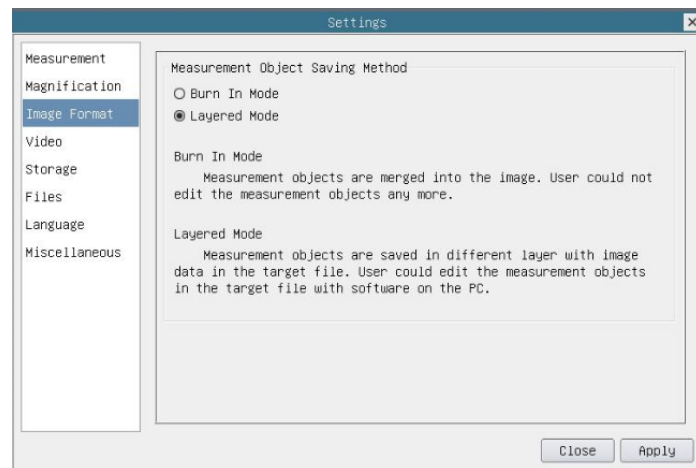 Settings
Measurement
Magnification
Image Format
Video
Storage
Files
Language
Miscellaneous
Measurement Object Saving Method
Burn In Mode
Layered Mode
Burn In Mode
Measurement objects are merged into the image. User could not
edit the measurement objects any more.
Layered Mode
Measurement objects are saved in different layer with image
data in the target file. User could edit the measurement objects
in the target file with software on the PC.
Close
Apply